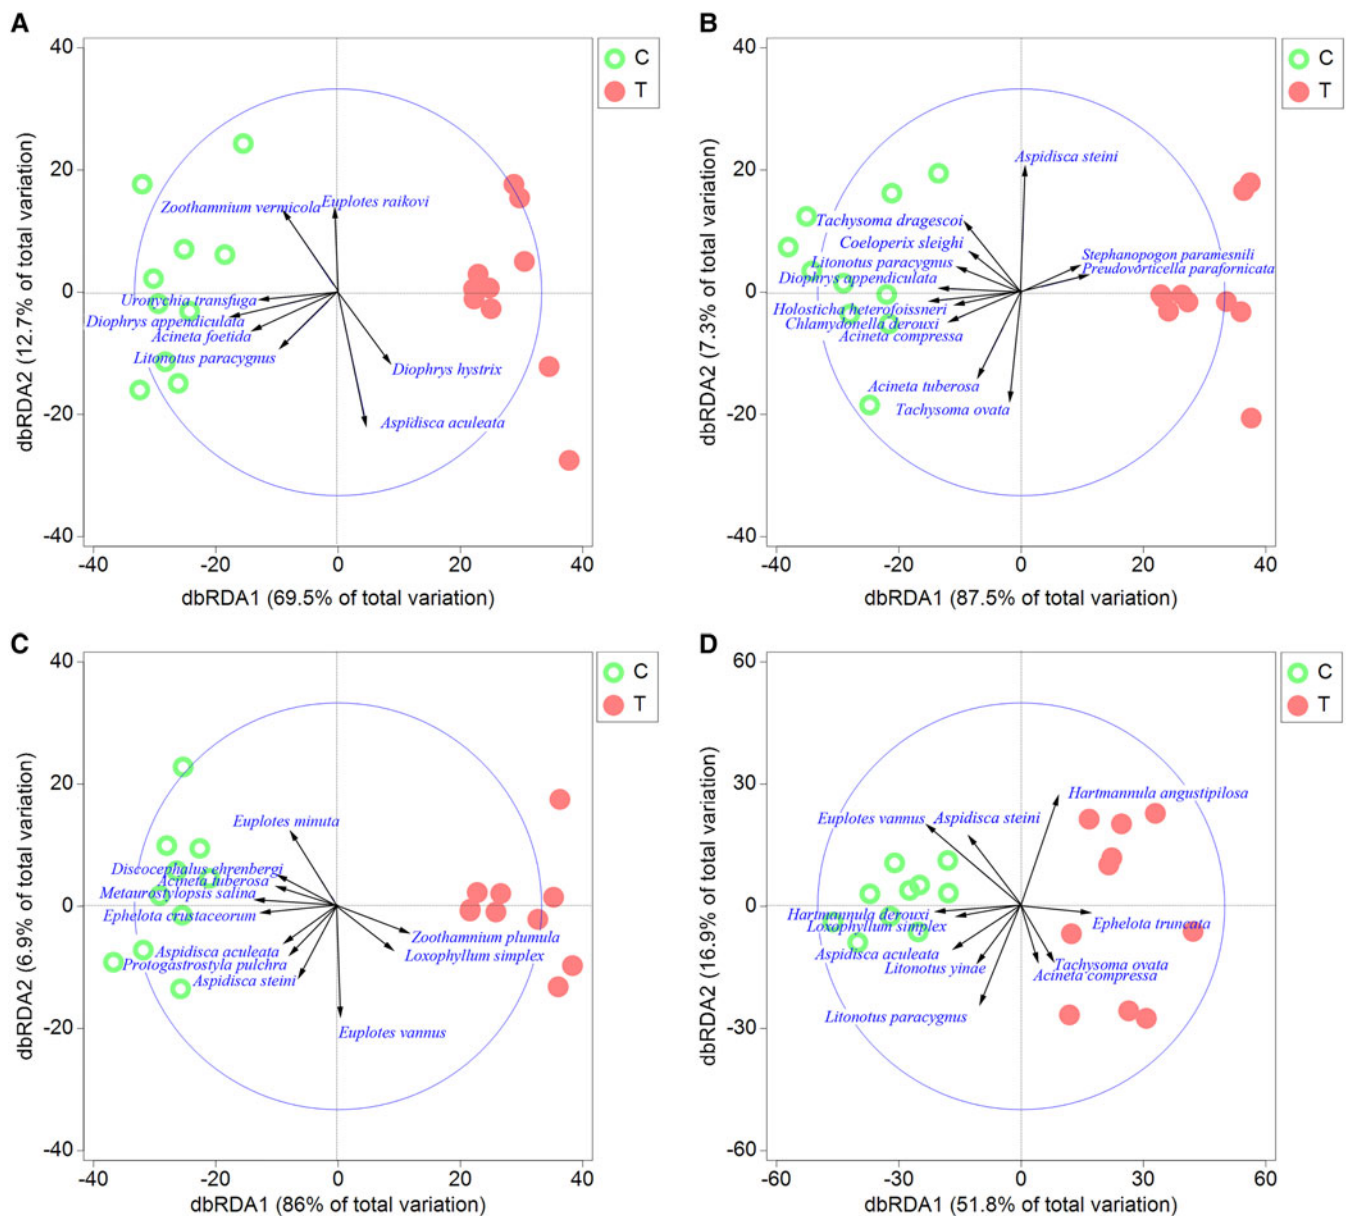 A
C
T
40
20
0
-20
-40
-40
-20
0
20
40
dbRDA2 (12.7% of total variation)
dbRDA1 (69.5% of total variation)
Zoothamnium vermicola
Euplotes raikovi
Uronychia transfuga
Diophrys appendiculata
Acineta foetida
Litonotus paracygnus
Diophrys hystrix
Aspidisca aculeata
B
C
T
40
20
0
-20
-40
-40
-20
0
20
40
dbRDA2 (7.3% of total variation)
dbRDA1 (87.5% of total variation)
Aspidisca steini
Tachysoma dragescoi
Coeloperix sleighi
Litonotus paracygnus
Diophrys appendiculata
Holosticha heterofoissneri
Chlamydonella derouxi
Acineta compressa
Acineta tuberosa
Tachysoma ovata
Stephanopogon paramesnili
Preudovorticella parafornicata
C
C
T
40
20
0
-20
-40
-40
-20
0
20
40
dbRDA2 (6.9% of total variation)
dbRDA1 (86% of total variation)
Euplotes minuta
Discocephalus ehrenbergi
Acineta tuberosa
Metaurostylopsis salina
Ephelota crustaceorum
Aspidisca aculeata
Protogastrostyla pulchra
Aspidisca steini
Zoothamnium plumula
Loxophyllum simplex
Euplotes vannus
D
C
T
60
30
0
-30
-60
-60
-30
0
30
60
dbRDA2 (16.9% of total variation)
dbRDA1 (51.8% of total variation)
Hartmannula angustipilosa
Euplotes vannus
Aspidisca steini
Hartmannula derouxi
Loxophyllum simplex
Aspidisca aculeata
Litonotus yinae
Litonotus paracygnus
Ephelota truncata
Tachysoma ovata
Acineta compressa